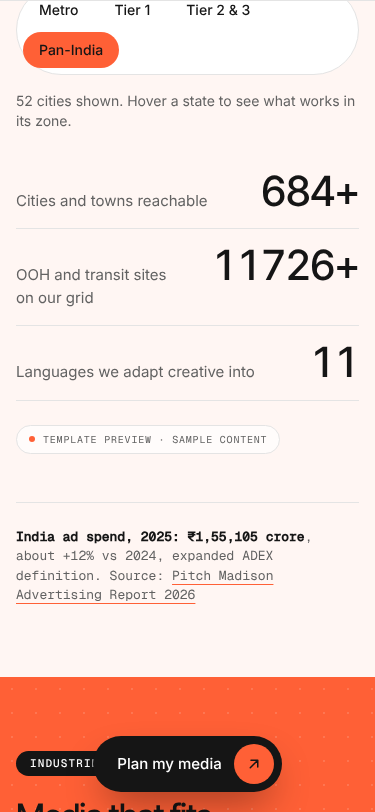 Metro Tier 1 Tier 2 & 3
Pan-India
52 cities shown. Hover a state to see what works in
its zone.
Cities and towns reachable 684+
OOH and transit sites
on our grid 11726+
Languages we adapt creative into 11
TEMPLATE PREVIEW · SAMPLE CONTENT
India ad spend, 2025: ₹1,55,105 crore,
about +12% vs 2024, expanded ADEX
definition. Source: Pitch Madison
Advertising Report 2026
Plan my media
Media that fits